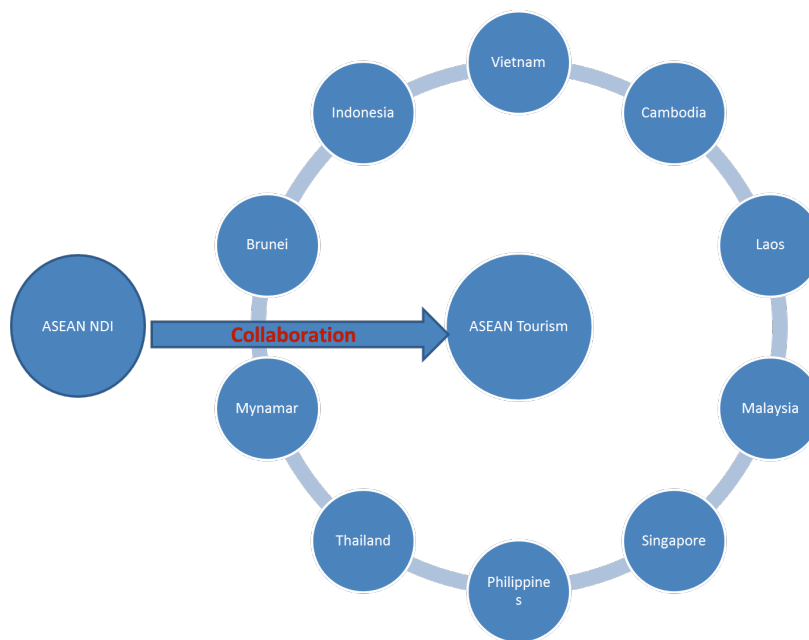 Vietnam
Indonesia
Cambodia
Brunei
Laos
ASEAN NDI
Collaboration
ASEAN Tourism
Mynamar
Malaysia
Thailand
Singapore
Philippine
s